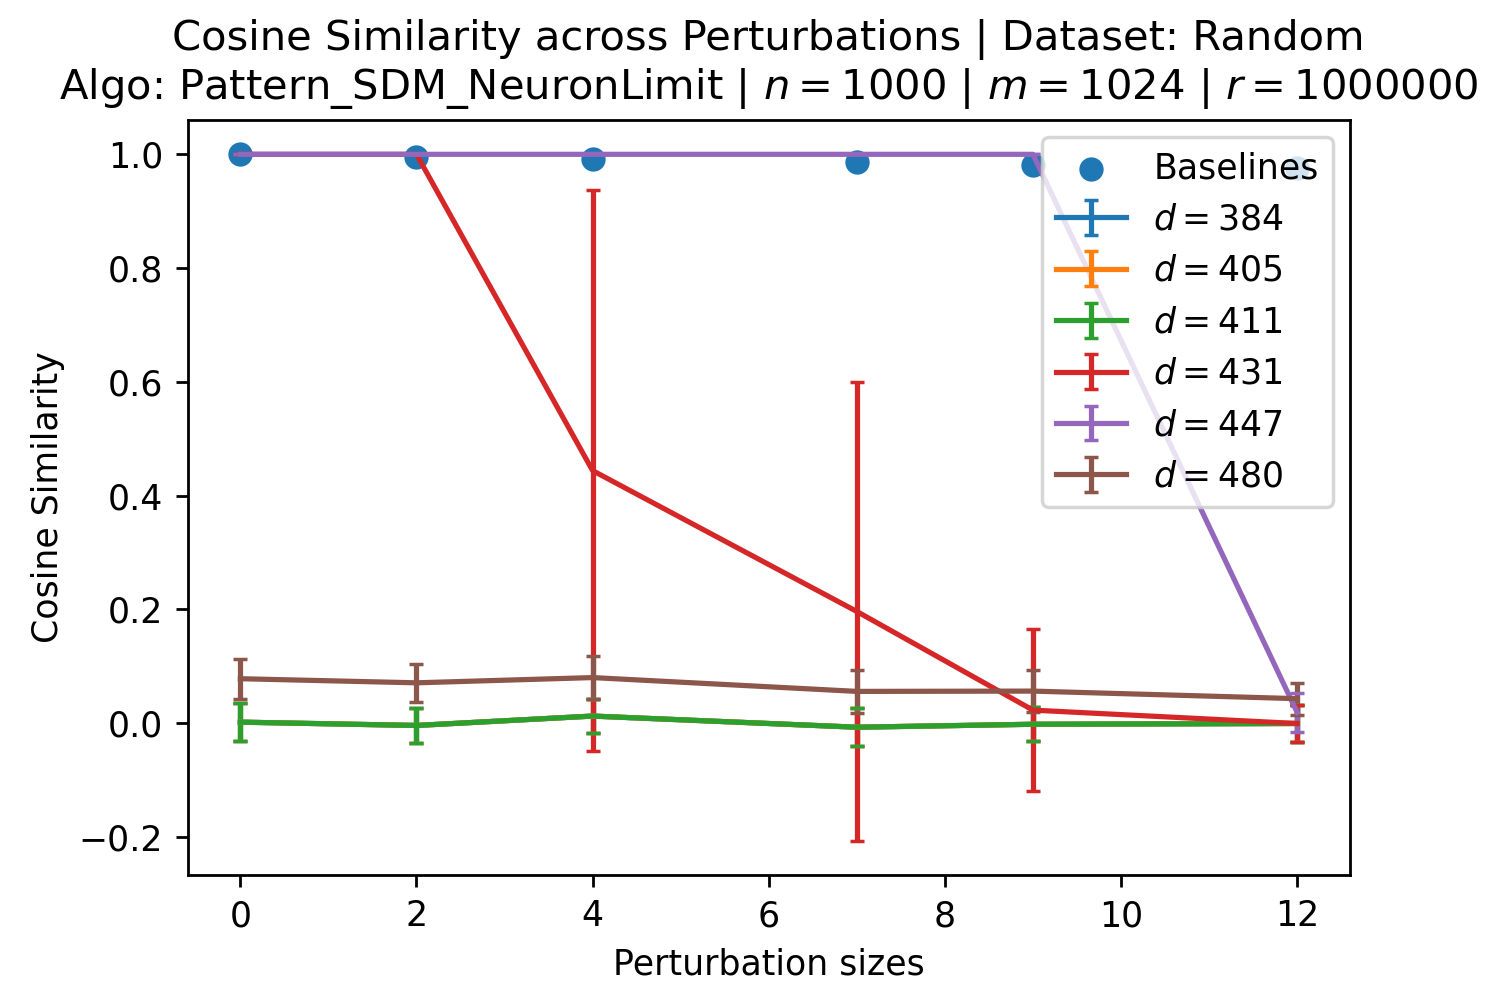 Cosine Similarity across Perturbations | Dataset: Random
Algo: Pattern_SDM_NeuronLimit | n = 1000 | m = 1024 | r = 1000000
Cosine Similarity
1.0
0.8
0.6
0.4
0.2
0.0
−0.2
Baselines
d = 384
d = 405
d = 411
d = 431
d = 447
d = 480
0 2 4 6 8 10 12
Perturbation sizes